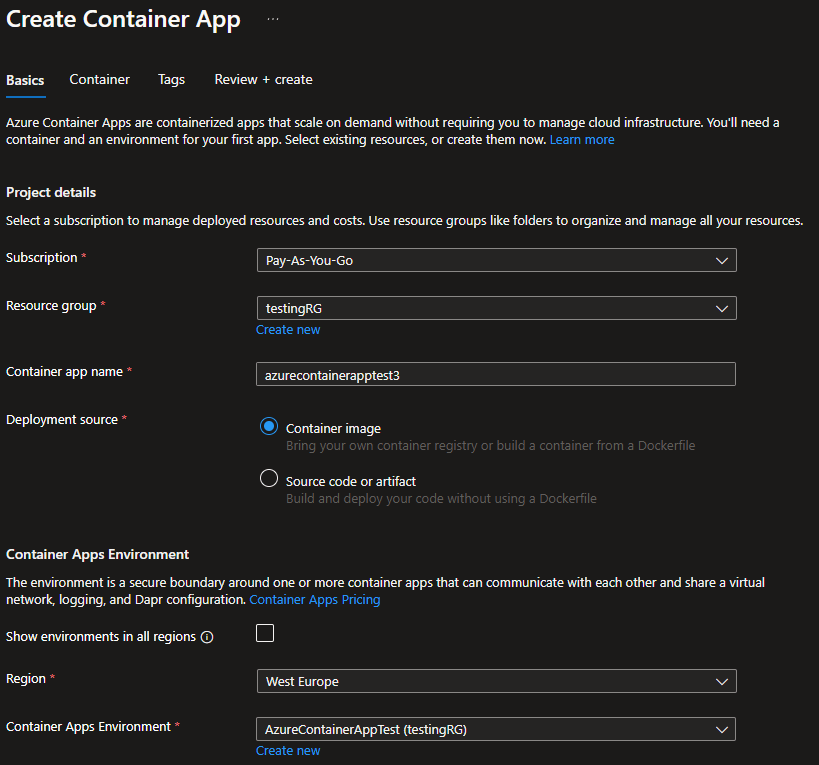 Create Container App ...
Basics Container Tags Review + create
Azure Container Apps are containerized apps that scale on demand without requiring you to manage cloud infrastructure. You'll need a
container and an environment for your first app. Select existing resources, or create them now. Learn more
Project details
Select a subscription to manage deployed resources and costs. Use resource groups like folders to organize and manage all your resources.
Subscription * Pay-As-You-Go
Resource group * testingRG
Create new
Container app name * azurecontainerapptest3
Deployment source * Container image
Bring your own container registry or build a container from a Dockerfile
Source code or artifact
Build and deploy your code without using a Dockerfile
Container Apps Environment
The environment is a secure boundary around one or more container apps that can communicate with each other and share a virtual
network, logging, and Dapr configuration. Container Apps Pricing
Show environments in all regions
Region * West Europe
Container Apps Environment * AzureContainerAppTest (testingRG)
Create new